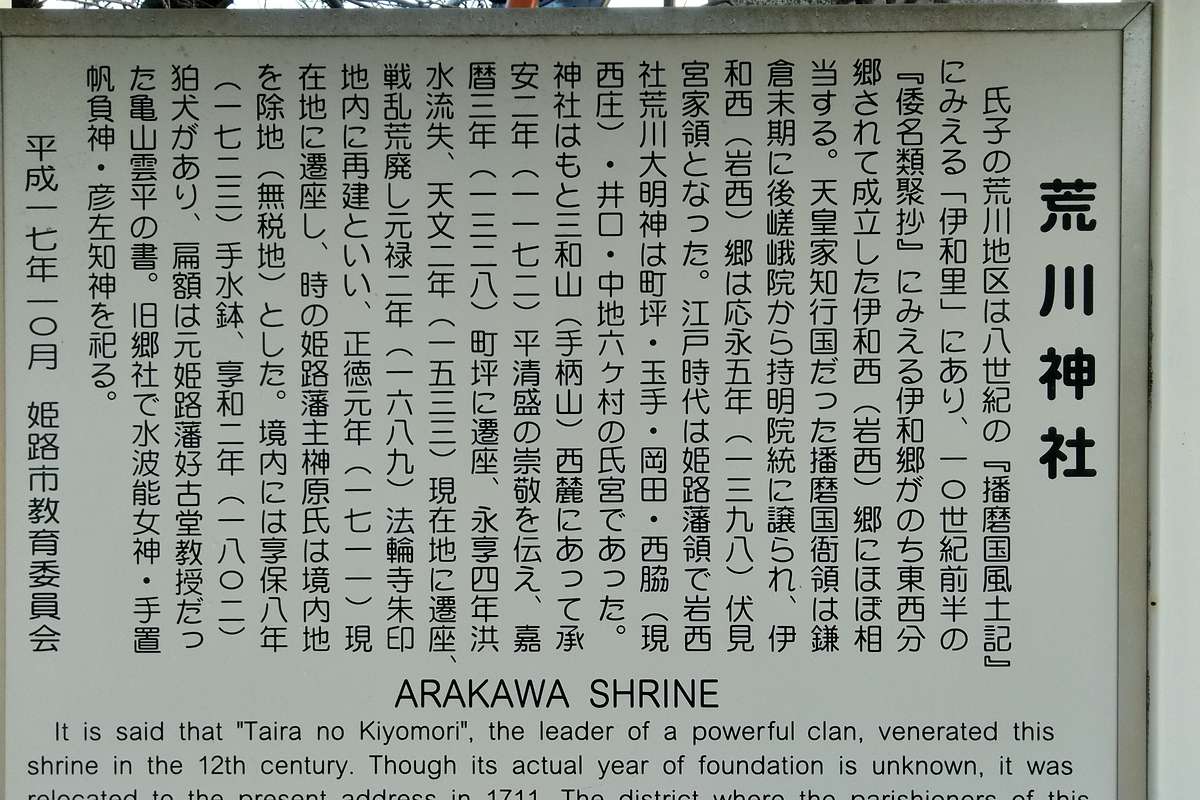 荒川神社
氏子の荒川地区は八世紀の『播磨国風土記』
にみえる「伊和里」にあり、一〇世紀前半の
『倭名類聚抄』にみえる伊和郷がのち東西分
郷されて成立した伊和西（岩西）郷にほぼ相
当する。天皇家知行国だった播磨国衙領は鎌
倉末期に後嵯峨院から持明院統に譲られ、伊
和西（岩西）郷は応永五年（一三九八）伏見
宮家領となった。江戸時代は姫路藩領で岩西
社荒川大明神は町坪・玉手・岡田・西脇（現
西庄）・井口・中地六ヶ村の氏宮であった。
神社はもと三和山（手柄山）西麓にあって承
安二年（一一七二）平清盛の崇敬を伝え、嘉
暦三年（一三二八）町坪に遷座、永享四年洪
水流失、天文二年（一五三三）現在地に遷座、
戦乱荒廃し元禄二年（一六八九）法輪寺朱印
地内に再建といい、正徳元年（一七一一）現
在地に遷座し、時の姫路藩主榊原氏は境内地
を除地（無税地）とした。境内には享保八年
（一七二三）手水鉢、享和二年（一八〇二）
狛犬があり、扁額は元姫路藩好古堂教授だっ
た亀山雲平の書。旧郷社で水波能女神・手置
帆負神・彦左知神を祀る。
平成一七年一〇月　姫路市教育委員会
ARAKAWA SHRINE
It is said that "Taira no Kiyomori", the leader of a powerful clan, venerated this
shrine in the 12th century. Though its actual year of foundation is unknown, it was
relocated to the present address in 1711. The district where the parishioners of this